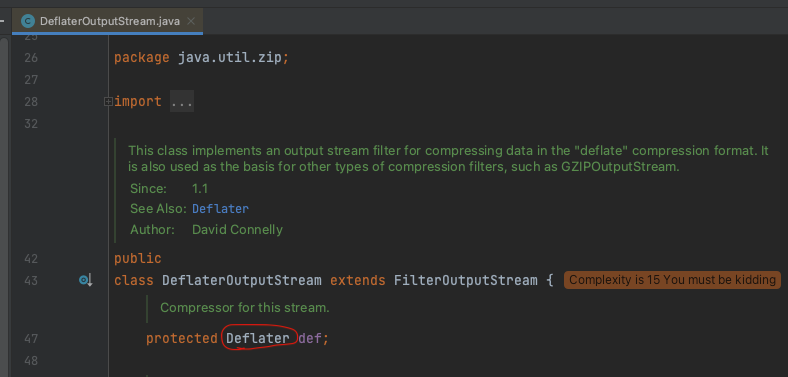 DeflaterOutputStream.java
25
26 package java.util.zip;
27
28 import ...
32
This class implements an output stream filter for compressing data in the "deflate" compression format. It
is also used as the basis for other types of compression filters, such as GZIPOutputStream.
Since: 1.1
See Also: Deflater
Author: David Connelly
42 public
43 class DeflaterOutputStream extends FilterOutputStream { Complexity is 15 You must be kidding
Compressor for this stream.
47 protected Deflater def;
48